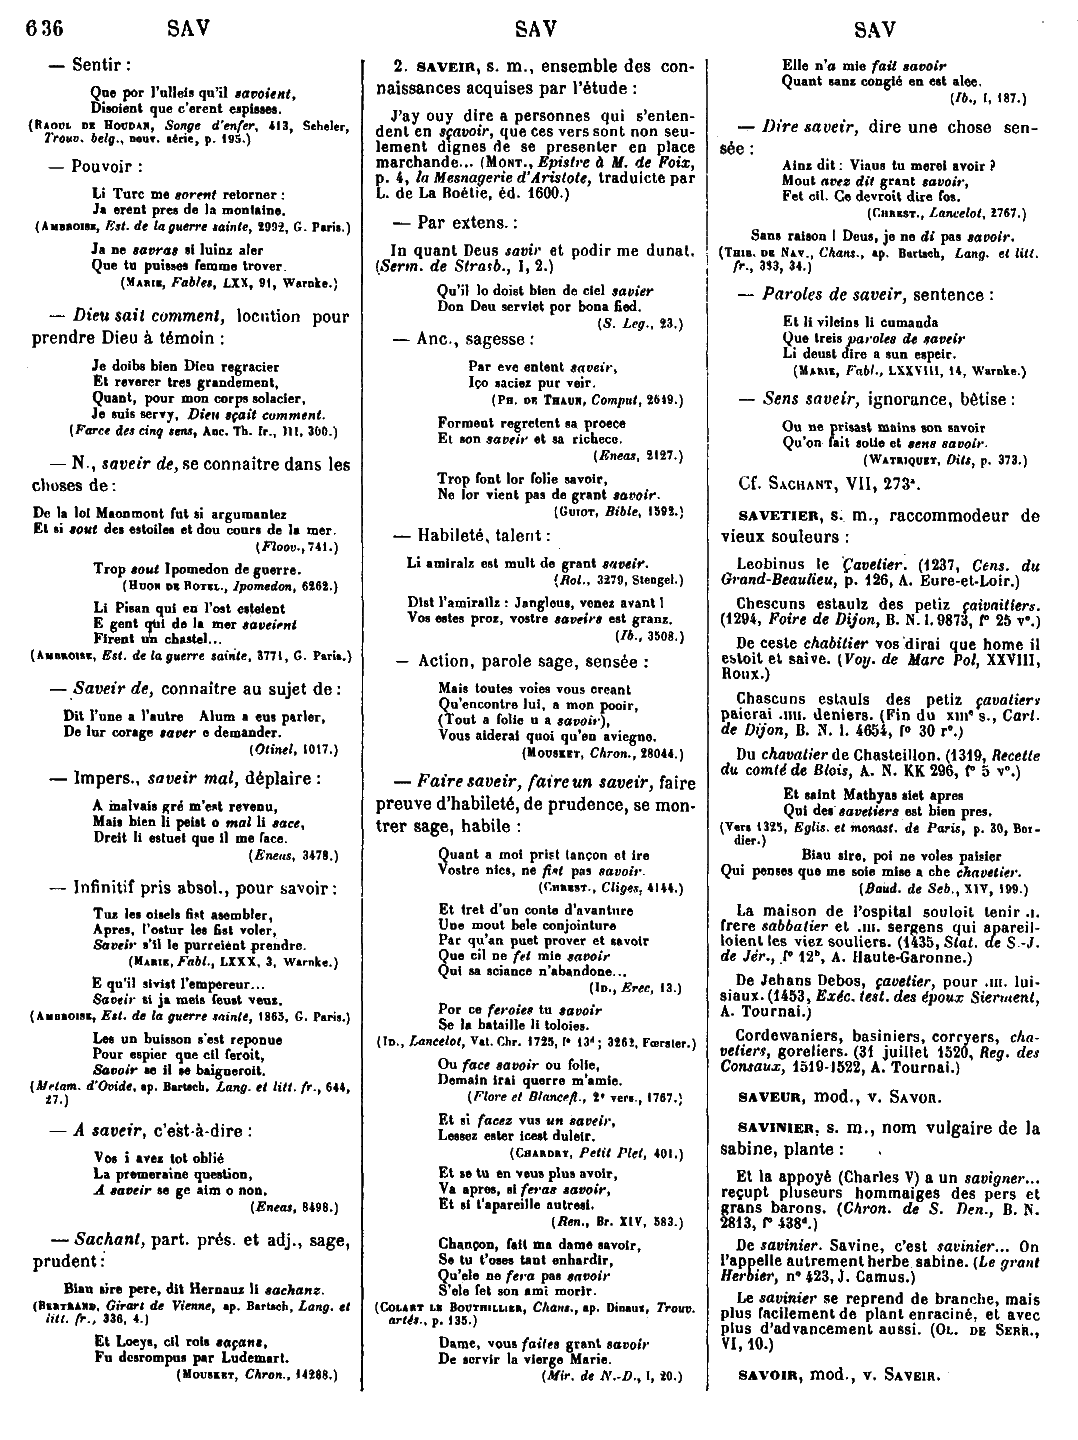 636 SAV SAV SAV
— Sentir :
Que por l'alleis qu'il savoient,
Disoient que c'erent espisses.
(RAOUL DE HOUDAN, Songe d'enfer, 413, Scheler,
Trouv. belg., nouv. série, p. 195.)
— Pouvoir :
Li Turc me sorent retorner :
Ja erent pres de la montaine.
(AMBROISE, Est. de la guerre sainte, 2992, G. Paris.)
Ja ne savras si luinz aler
Que tu puisses femme trover.
(MARIE, Fables, LXX, 91, Warnke.)
— Dieu sait comment, locution pour
prendre Dieu à témoin :
Je doibs bien Dieu regracier
Et reverer tres grandement,
Quant, pour mon corps solacier,
Je suis servy, Dieu sçait comment.
(Farce des cinq sens, Anc. Th. fr., III, 300.)
— N., saveir de, se connaître dans les
choses de :
De la loi Maonmont fut si argumantez
Et si sout des estoiles et dou cours de la mer.
(Floov., 741.)
Trop sout Ipomedon de guerre.
(HUON DE ROTEL., Ipomedon, 6262.)
Li Pisan qui en l'ost esteient
E gent qui de la mer saveient
Firent un chastel...
(AMBROISE, Est. de la guerre sainte, 3771, G. Paris.)
— Saveir de, connaître au sujet de :
Dit l'une a l'autre Alum a eus parler,
De lur corage saver e demander.
(Otinel, 1017.)
— Impers., saveir mal, déplaire :
A malvais gré m'est revenu,
Mais bien li peist o mal li sace,
Dreit li estuet que il me face.
(Eneas, 3478.)
— Infinitif pris absol., pour savoir :
Tuz les oisels fist asembler,
Apres, l'ostur les fist voler,
Saveir s'il le purreient prendre.
(MARIE, Fabl., LXXX, 3, Warnke.)
E qu'il sivist l'empereur...
Saveir si ja meis feust veuz.
(AMBROISE, Est. de la guerre sainte, 1863, G. Paris.)
Les un buisson s'est reponue
Pour espier que cil feroit,
Savoir se il se baigneroit.
(Metam. d'Ovide, ap. Bartsch, Lang. et litt. fr., 644,
27.)
— A saveir, c'est-à-dire :
Vos i avez tot oblié
La premeraine question,
A saveir se ge aim o non.
(Eneas, 8498.)
— Sachant, part. prés. et adj., sage,
prudent :
Biau sire pere, dit Hernauz li sachanz.
(BERTRAND, Girart de Vienne, ap. Bartsch, Lang. et
litt. fr., 336, 4.)
Et Loeys, cil rois saçans,
Fu desrompus par Ludemart.
(MOUSKET, Chron., 14288.)
2. SAVEIR, s. m., ensemble des con-
naissances acquises par l'étude :
J'ay ouy dire a personnes qui s'enten-
dent en sçavoir, que ces vers sont non seu-
lement dignes de se presenter en place
marchande... (MONT., Epistre à M. de Foix,
p. 4, la Mesnagerie d'Aristote, traduicte par
L. de La Boëtie, éd. 1600.)
— Par extens. :
In quant Deus savir et podir me dunat.
(Serm. de Strasb., I, 2.)
Qu'il lo doist bien de ciel savier
Don Deu serviet por bona fied.
(S. Leg., 23.)
— Anc., sagesse :
Par eve entent saveir,
Iço saciez pur veir.
(PH. DE THAUN, Comput, 2649.)
Forment regretent sa proece
Et son saveir et sa richece.
(Eneas, 2127.)
Trop font lor folie savoir,
Ne lor vient pas de grant savoir.
(GUIOT, Bible, 1592.)
— Habileté, talent :
Li amiralz est mult de grant saveir.
(Rol., 3279, Stengel.)
Dist l'amirallz : Jangleus, venez avant !
Vos estes proz, vostre saveirs est granz.
(Ib., 3508.)
— Action, parole sage, sensée :
Mais toutes voies vous creant
Qu'encontre lui, a mon pooir,
(Tout a folie u a savoir),
Vous aiderai quoi qu'en aviegne.
(MOUSKET, Chron., 28044.)
— Faire saveir, faire un saveir, faire
preuve d'habileté, de prudence, se mon-
trer sage, habile :
Quant a moi prist tançon et ire
Vostre nies, ne fist pas savoir.
(CHREST., Cliges, 4144.)
Et tret d'un conte d'avanture
Une mout bele conjointure
Par qu'an puet prover et savoir
Que cil ne fet mie savoir
Qui sa sciance n'abandone...
(ID., Erec, 13.)
Por ce feroies tu savoir
Se la bataille li toloies.
(ID., Lancelot, Vat. Chr. 1725, f° 13d ; 3262, Fœrster.)
Ou face savoir ou folie,
Demain irai querre m'amie.
(Flore et Blancefl., 2e vers., 1767.)
Et si facez vus un saveir,
Lessez ester icest duleir.
(CHARDRY, Petit Plet, 401.)
Et se tu en veus plus avoir,
Va apres, si feras savoir,
Et si t'apareille autresi.
(Ren., Br. XIV, 583.)
Chançon, fait ma dame savoir,
Se tu t'oses tant enhardir,
Qu'ele ne fera pas savoir
S'ele fet son ami morir.
(COLART LE BOUTHILLIER, Chans., ap. Dinaux, Trouv.
artés., p. 135.)
Dame, vous faites grant savoir
De servir la vierge Marie.
(Mir. de N.-D., I, 20.)
Elle n'a mie fait savoir
Quant sanz congié en est alee.
(Ib., I, 187.)
— Dire saveir, dire une chose sen-
sée :
Ainz dit : Viaus tu merci avoir ?
Mout avez dit grant savoir,
Fet cil. Ce devroit dire fos.
(CHREST., Lancelot, 2767.)
Sans raison ! Deus, je ne di pas savoir.
(THIB. DE NAV., Chans., ap. Bartsch, Lang. et litt.
fr., 393, 34.)
— Paroles de saveir, sentence :
Et li vileins li cumanda
Que treis paroles de saveir
Li deust dire a sun espeir.
(MARIE, Fabl., LXXVIII, 14, Warnke.)
— Sens saveir, ignorance, bêtise :
Ou ne prisast mains son savoir
Qu'on fait sotie et sens savoir.
(WATRIQUET, Dits, p. 373.)
Cf. SACHANT, VII, 273a.
SAVETIER, s. m., raccommodeur de
vieux souleurs :
Leobinus le Çavetier. (1237, Cens. du
Grand-Beaulieu, p. 126, A. Eure-et-Loir.)
Chescuns estaulz des petiz çaivaitiers.
(1294, Foire de Dijon, B. N. l. 9873, f° 25 v°.)
De ceste chabitier vos dirai que home il
estoit et saive. (Voy. de Marc Pol, XXVIII,
Roux.)
Chascuns estauls des petiz çavatiers
paierai .IIII. deniers. (Fin du XIIIe s., Cart.
de Dijon, B. N. l. 4654, f° 30 r°.)
Du chavatier de Chasteillon. (1319, Recette
du comté de Blois, A. N. KK 296, f° 5 v°.)
Et saint Mathyas siet apres
Qui des savetiers est bien pres.
(Vers 1325, Eglis. et monast. de Paris, p. 30, Bor-
dier.)
Biau sire, poi ne voles paisier
Qui penses que me soie mise a che chavetier.
(Baud. de Seb., XIV, 199.)
La maison de l'ospital souloit tenir .I.
frere sabbatier et .III. sergens qui apareil-
loient les viez souliers. (1435, Stat. de S.-J.
de Jér., f° 12b, A. Haute-Garonne.)
De Jehans Debos, çavetier, pour .III. lui-
siaux. (1453, Exéc. test. des époux Sierment,
A. Tournai.)
Cordewaniers, basiniers, corryers, cha-
vetiers, goreliers. (31 juillet 1520, Reg. des
Consaux, 1519-1522, A. Tournai.)
SAVEUR, mod., v. SAVOR.
SAVINIER, s. m., nom vulgaire de la
sabine, plante :
Et la appoyé (Charles V) a un savigner...
reçupt pluseurs hommaiges des pers et
grans barons. (Chron. de S. Den., B. N.
2813, f° 438d.)
De savinier. Savine, c'est savinier... On
l'appelle autrement herbe sabine. (Le grant
Herbier, n° 423, J. Camus.)
Le savinier se reprend de branche, mais
plus facilement de plant enraciné, et avec
plus d'advancement aussi. (OL. DE SERR.,
VI, 10.)
SAVOIR, mod., v. SAVEIR.